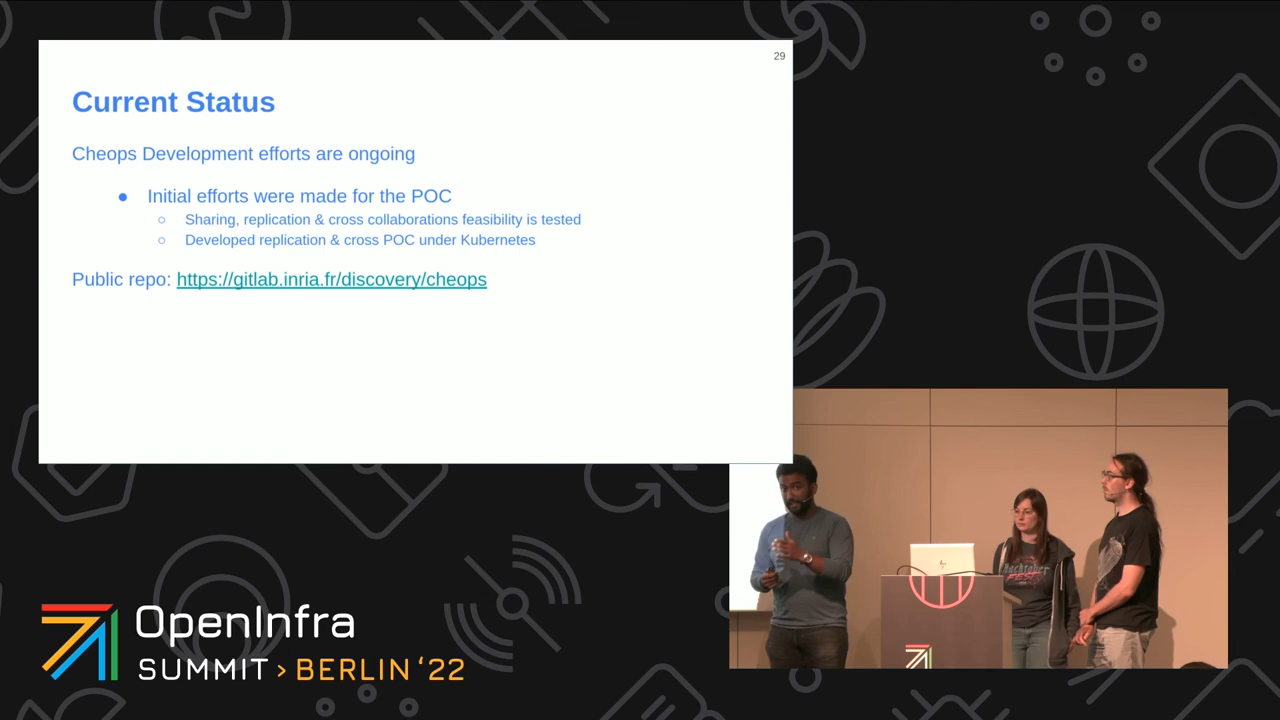 29
Current Status
Cheops Development efforts are ongoing
● Initial efforts were made for the POC
○ Sharing, replication & cross collaborations feasibility is tested
○ Developed replication & cross POC under Kubernetes
Public repo: https://gitlab.inria.fr/discovery/cheops
Hacktober
FEST
OpenInfra
SUMMIT > BERLIN ‘22